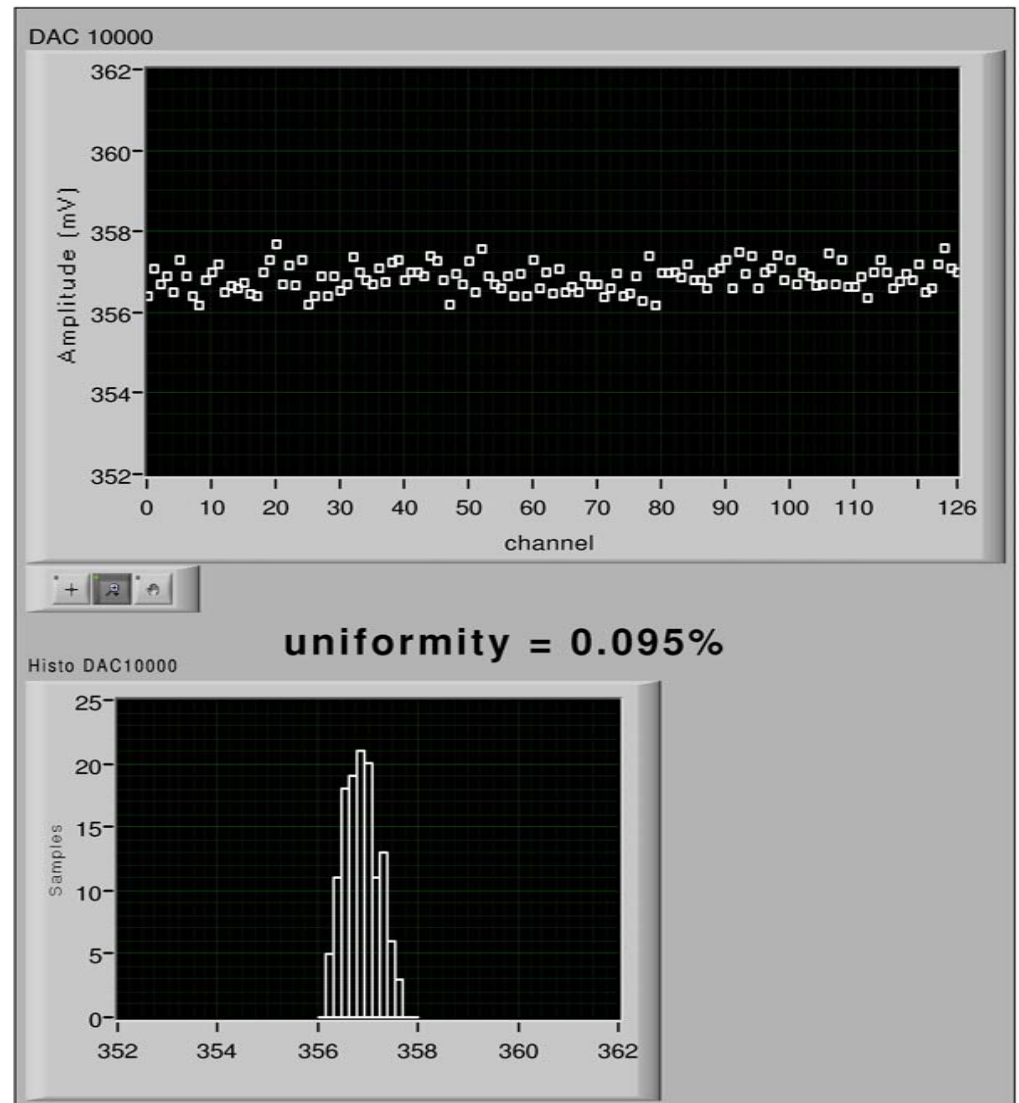 DAC 10000
362
360
358
356
354
352
Amplitude (mV)
0 10 20 30 40 50 60 70 80 90 100 110 126
channel
uniformity = 0.095%
Histo DAC10000
25
20
15
10
5
0
Samples
352 354 356 358 360 362